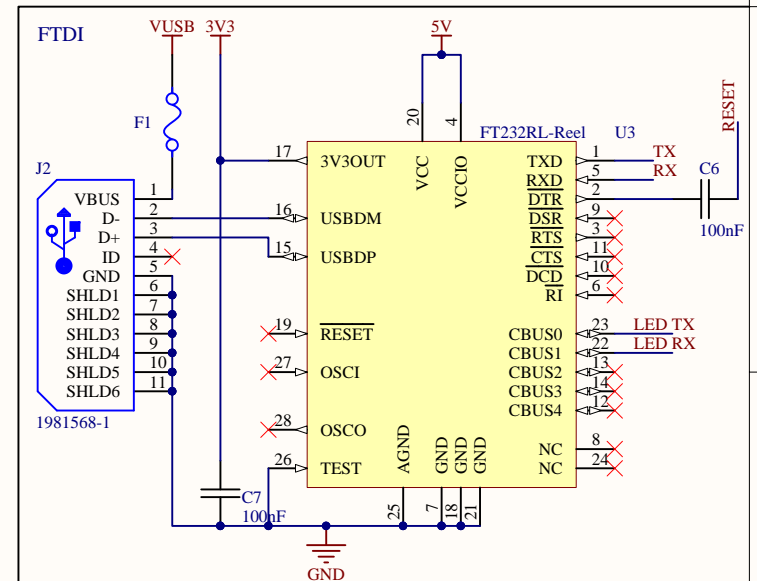 FTDI
VUSB
3V3
5V
F1
FT232RL-Reel
U3
RESET
J2
VBUS 1
D- 2
D+ 3
ID 4
GND 5
SHLD1 6
SHLD2 7
SHLD3 8
SHLD4 9
SHLD5 10
SHLD6 11
1981568-1
17 3V3OUT
16 USBDM
15 USBDP
19 RESET
27 OSCI
28 OSCO
26 TEST
20 VCC
4 VCCIO
TXD 1 TX
RXD 5 RX
DTR 2
DSR 9
RTS 3
CTS 11
DCD 10
RI 6
C6
100nF
CBUS0 23 LED TX
CBUS1 22 LED RX
CBUS2 13
CBUS3 14
CBUS4 12
NC 8
NC 24
AGND 25
GND 7
GND 18
GND 21
C7
100nF
GND